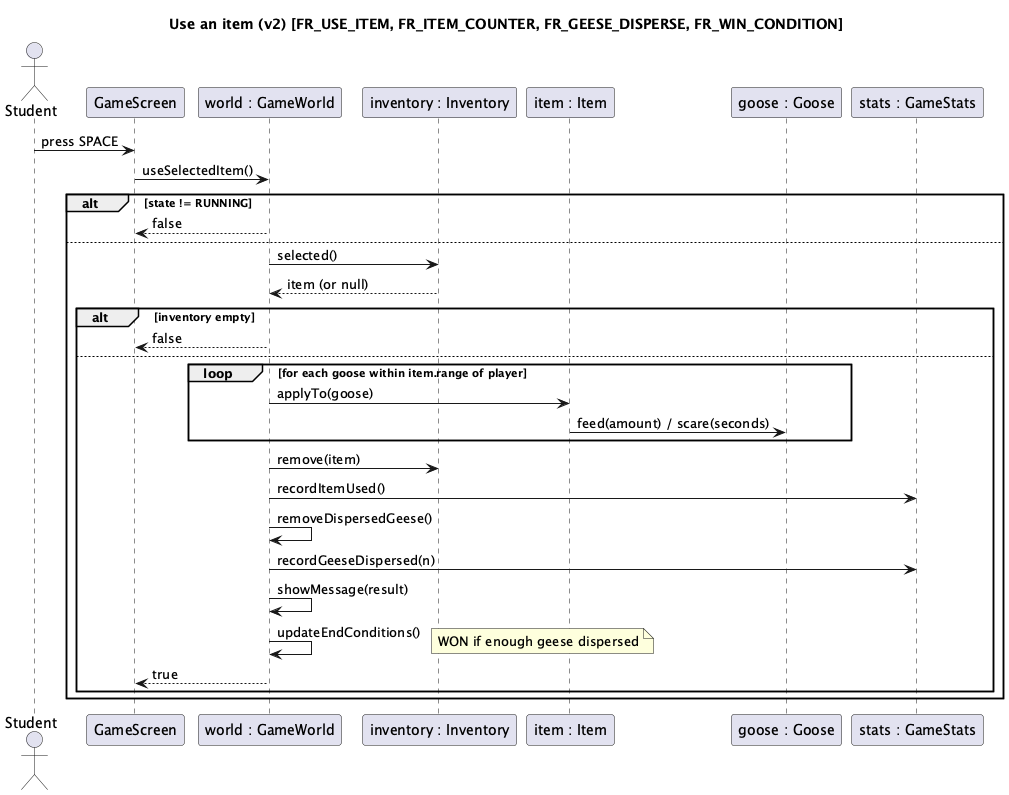 Use an item (v2) [FR_USE_ITEM, FR_ITEM_COUNTER, FR_GEESE_DISPERSE, FR_WIN_CONDITION]
Student
GameScreen
world : GameWorld
inventory : Inventory
item : Item
goose : Goose
stats : GameStats
press SPACE
useSelectedItem()
alt [state != RUNNING]
false
selected()
item (or null)
alt [inventory empty]
false
loop [for each goose within item.range of player]
applyTo(goose)
feed(amount) / scare(seconds)
remove(item)
recordItemUsed()
removeDispersedGeese()
recordGeeseDispersed(n)
showMessage(result)
updateEndConditions()
WON if enough geese dispersed
true
Student
GameScreen
world : GameWorld
inventory : Inventory
item : Item
goose : Goose
stats : GameStats